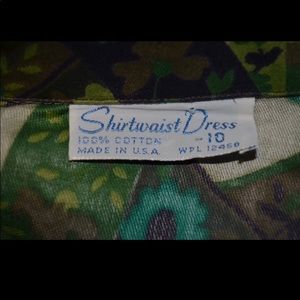 Shirtwaist Dress
10
100% COTTON
MADE IN U.S.A. WPL 12458